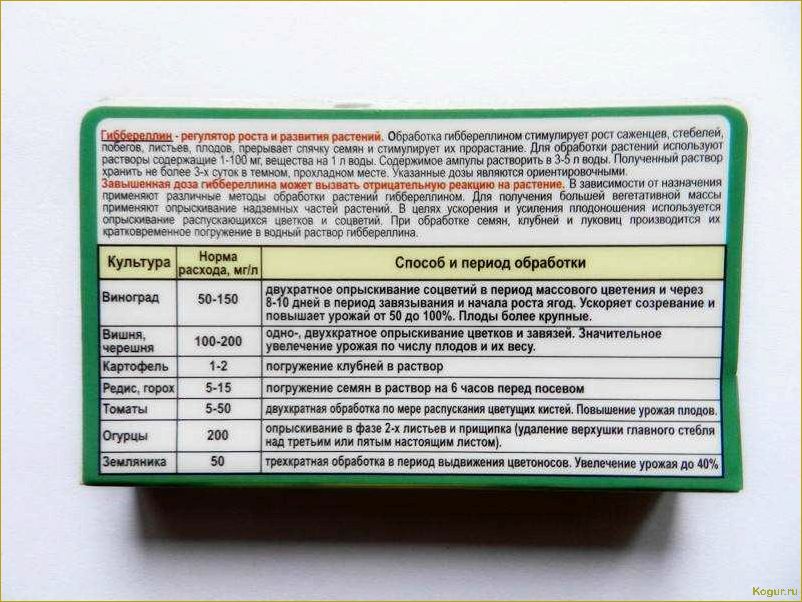 Гиббереллин - регулятор роста и развития растений. Обработка гиббереллином стимулирует рост саженцев, стебелей,
побегов, листьев, плодов, прерывает спячку семян и стимулирует их прорастание. Для обработки растений используют
растворы содержащие 1-100 мг, вещества на 1 л воды. Содержимое ампулы растворить в 3-5 л воды. Полученный раствор
хранить не более 3-х суток в темном, прохладном месте. Указанные дозы являются ориентировочными.
Завышенная доза гиббереллина может вызвать отрицательную реакцию на растение. В зависимости от назначения
применяют различные методы обработки растений гиббереллином. Для получения большей вегетативной массы
применяют опрыскивание надземных частей растений. В целях ускорения и усиления плодоношения используется
опрыскивание распускающихся цветков и соцветий. При обработке семян, клубней и луковиц производится их
кратковременное погружение в водный раствор гиббереллина.
Культура
Норма
расхода, мг/л
Способ и период обработки
Виноград
50-150
двухкратное опрыскивание соцветий в период массового цветения и через
8-10 дней в период завязывания и начала роста ягод. Ускоряет созревание и
повышает урожай от 50 до 100%. Плоды более крупные.
Вишня,
черешня
100-200
одно-, двухкратное опрыскивание цветков и завязей. Значительное
увелечение урожая по числу плодов и их весу.
Картофель
1-2
погружение клубней в раствор
Редис, горох
5-15
погружение семян в раствор на 6 часов перед посевом
Томаты
5-50
двухкратная обработка по мере распускания цветущих кистей. Повышение урожая плодов.
Огурцы
200
опрыскивание в фазе 2-х листьев и прищипка (удаление верхушки главного стебля
над третьим или пятым настоящим листом).
Земляника
50
трехкратная обработка в период выдвижения цветоносов. Увелечение урожая до 40%
Kogur.ru